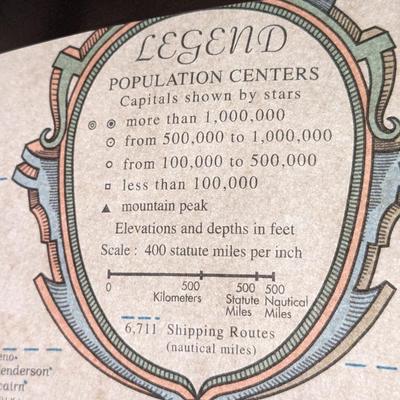 LEGEND
POPULATION CENTERS
Capitals shown by stars
more than 1,000,000
from 500,000 to 1,000,000
from 100,000 to 500,000
less than 100,000
mountain peak
Elevations and depths in feet
Scale : 400 statute miles per inch
0 500 500 500
Kilometers Statute Miles Nautical Miles
6,711 Shipping Routes
(nautical miles)